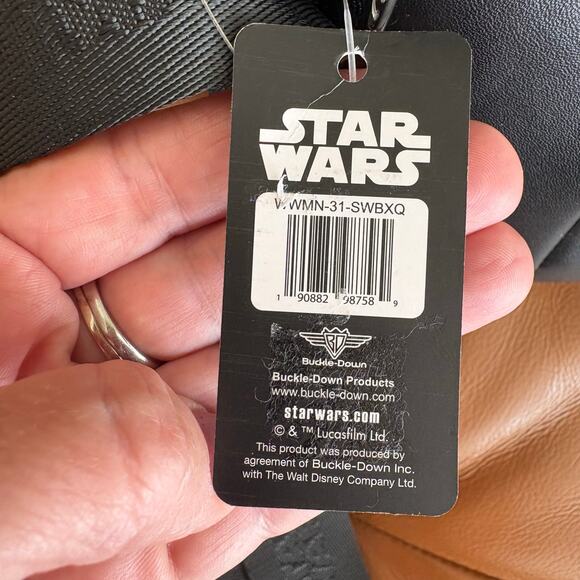 STAR
WARS
WWMN-31-SWBXQ
1 90882 98758 9
BD
Buckle-Down
Buckle-Down Products
www.buckle-down.com
starwars.com
© & ™ Lucasfilm Ltd.
This product was produced by
agreement of Buckle-Down Inc.
with The Walt Disney Company Ltd.